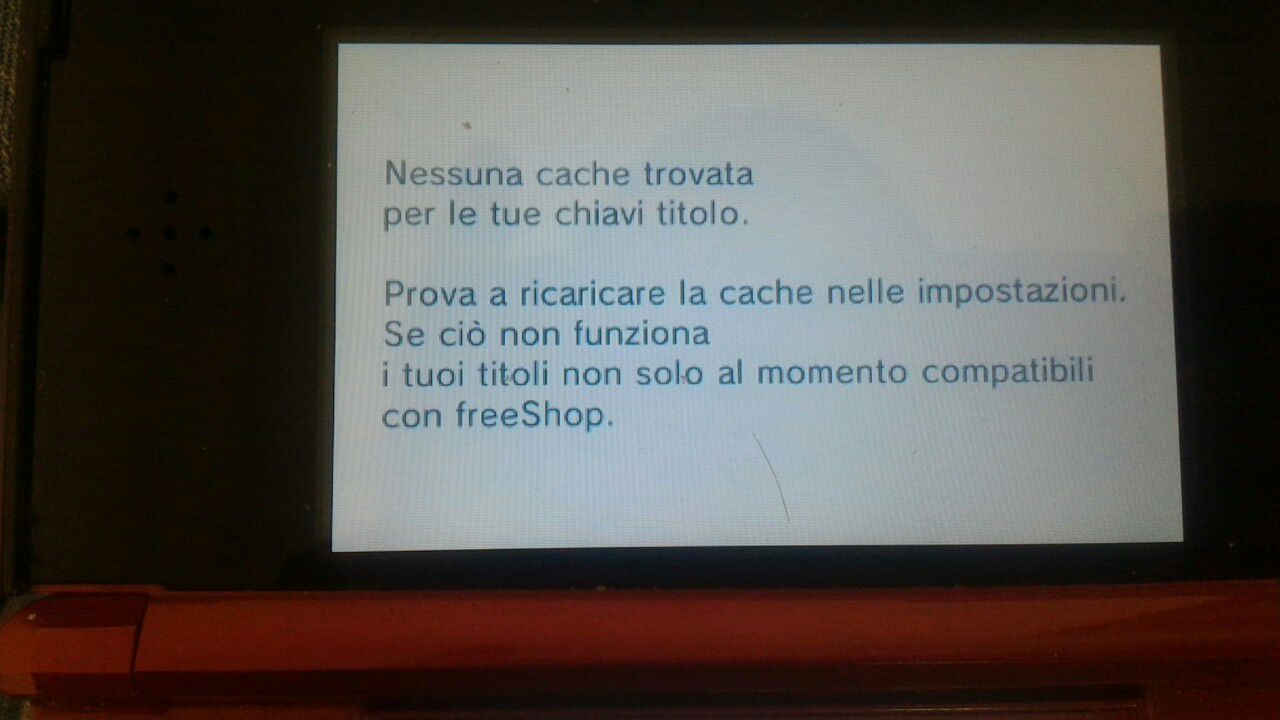 Nessuna cache trovata
per le tue chiavi titolo.
Prova a ricaricare la cache nelle impostazioni.
Se ciò non funziona
i tuoi titoli non solo al momento compatibili
con freeShop.